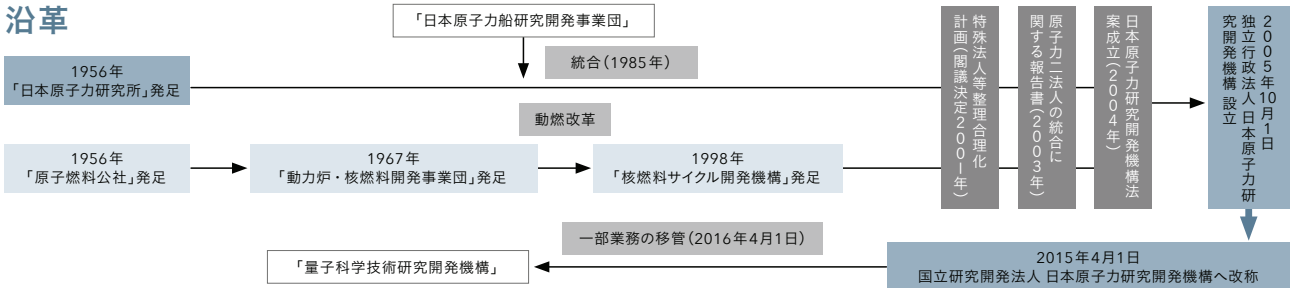 沿革
「日本原子力船研究開発事業団」
統合(1985年)
1956年
「日本原子力研究所」発足
動燃改革
1956年
「原子燃料公社」発足
1967年
「動力炉・核燃料開発事業団」発足
1998年
「核燃料サイクル開発機構」発足
特殊法人等整理合理化
計画(閣議決定2001年)
原子力二法人の統合に
関する報告書(2003年)
日本原子力研究開発機構法
案成立(2004年)
2005年10月1日
独立行政法人 日本原子力研
究開発機構 設立
一部業務の移管(2016年4月1日)
「量子科学技術研究開発機構」
2015年4月1日
国立研究開発法人 日本原子力研究開発機構へ改称